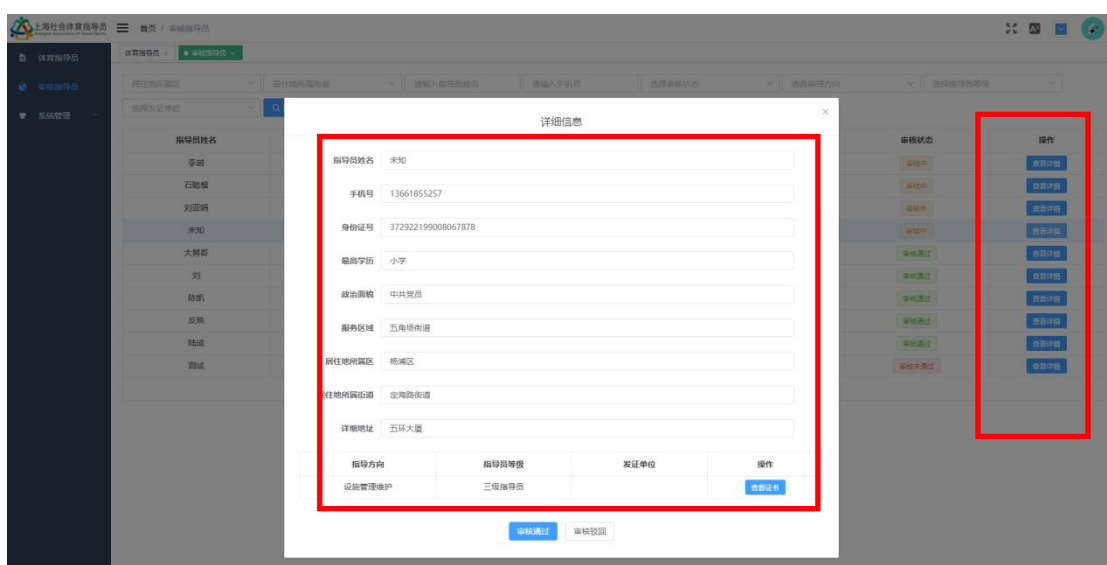 上海社会体育指导员
首页 / 审核指导员
体育指导员
体育指导员
审核指导员
审核指导员
居住地所属区
居住地所属街道
请输入指导员姓名
请输入手机号
选择审核状态
选择指导方向
选择指导员等级
选择发证单位
系统管理
详细信息
指导员姓名
审核状态
操作
李
审核中
查看详情
石
审核中
查看详情
刘亚娟
审核中
查看详情
未知
审核中
查看详情
大舅哥
审核通过
查看详情
刘
审核通过
查看详情
陈凯
审核通过
查看详情
反映
审核通过
查看详情
陆成
审核通过
查看详情
测试
审核未通过
查看详情
指导员姓名 未知
手机号 13661855257
身份证号 372922199008067878
最高学历 小学
政治面貌 中共党员
服务区域 五角场街道
居住地所属区 杨浦区
居住地所属街道 定海路街道
详细地址 五环大厦
指导方向 指导员等级 发证单位 操作
设施管理维护 三级指导员 查看证书
审核通过 审核驳回